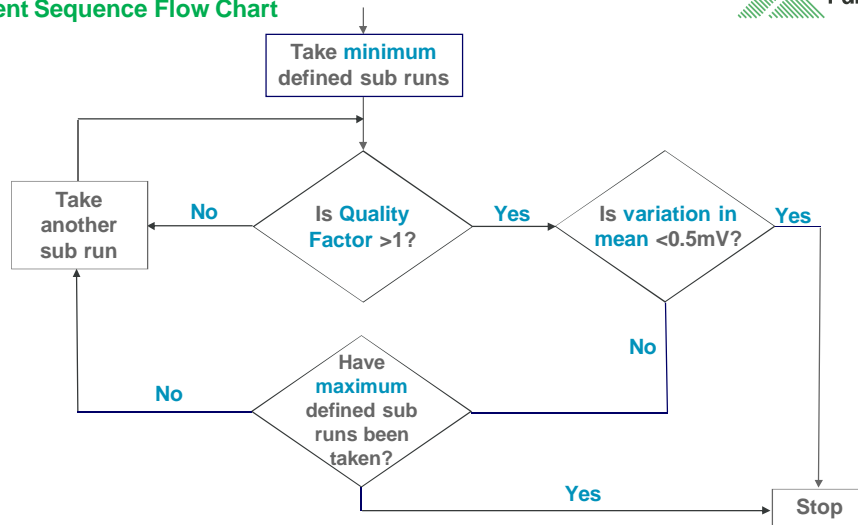 ent Sequence Flow Chart
Take minimum
defined sub runs
Take
another
sub run
No
Is Quality
Factor >1?
Yes
Is variation in
mean <0.5mV?
Yes
No
Have
maximum
defined sub
runs been
taken?
No
Yes
Stop